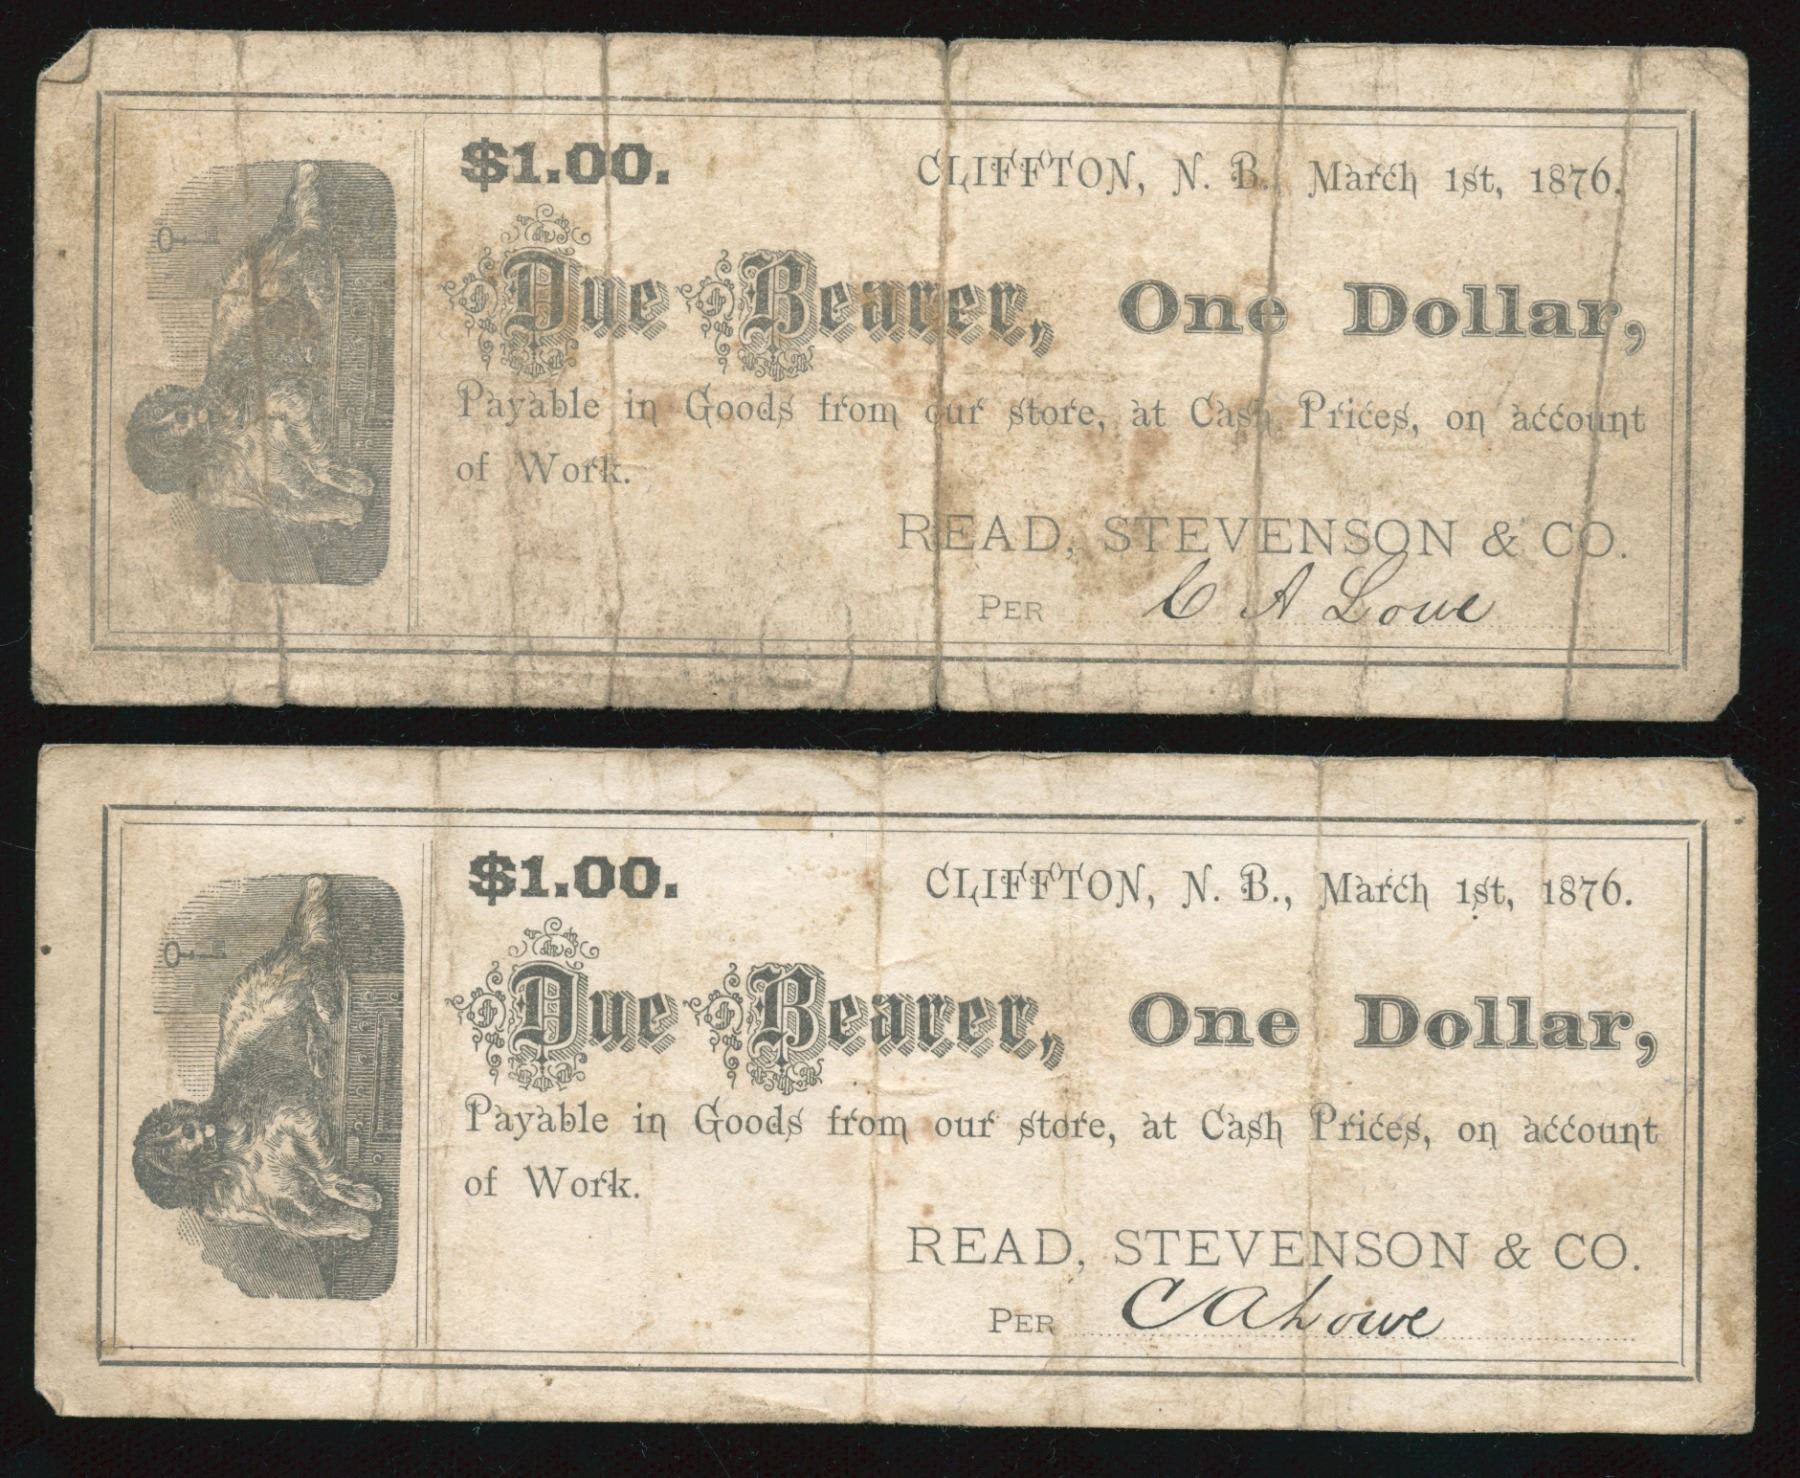 $1.00. CLIFFTON, N. B., March 1st, 1876.
Due Bearer, One Dollar,
Payable in Goods from our store, at Cash Prices, on account
of Work.
READ, STEVENSON & CO.
PER C A Lowe
$1.00. CLIFFTON, N. B., March 1st, 1876.
Due Bearer, One Dollar,
Payable in Goods from our store, at Cash Prices, on account
of Work.
READ, STEVENSON & CO.
PER C A Lowe